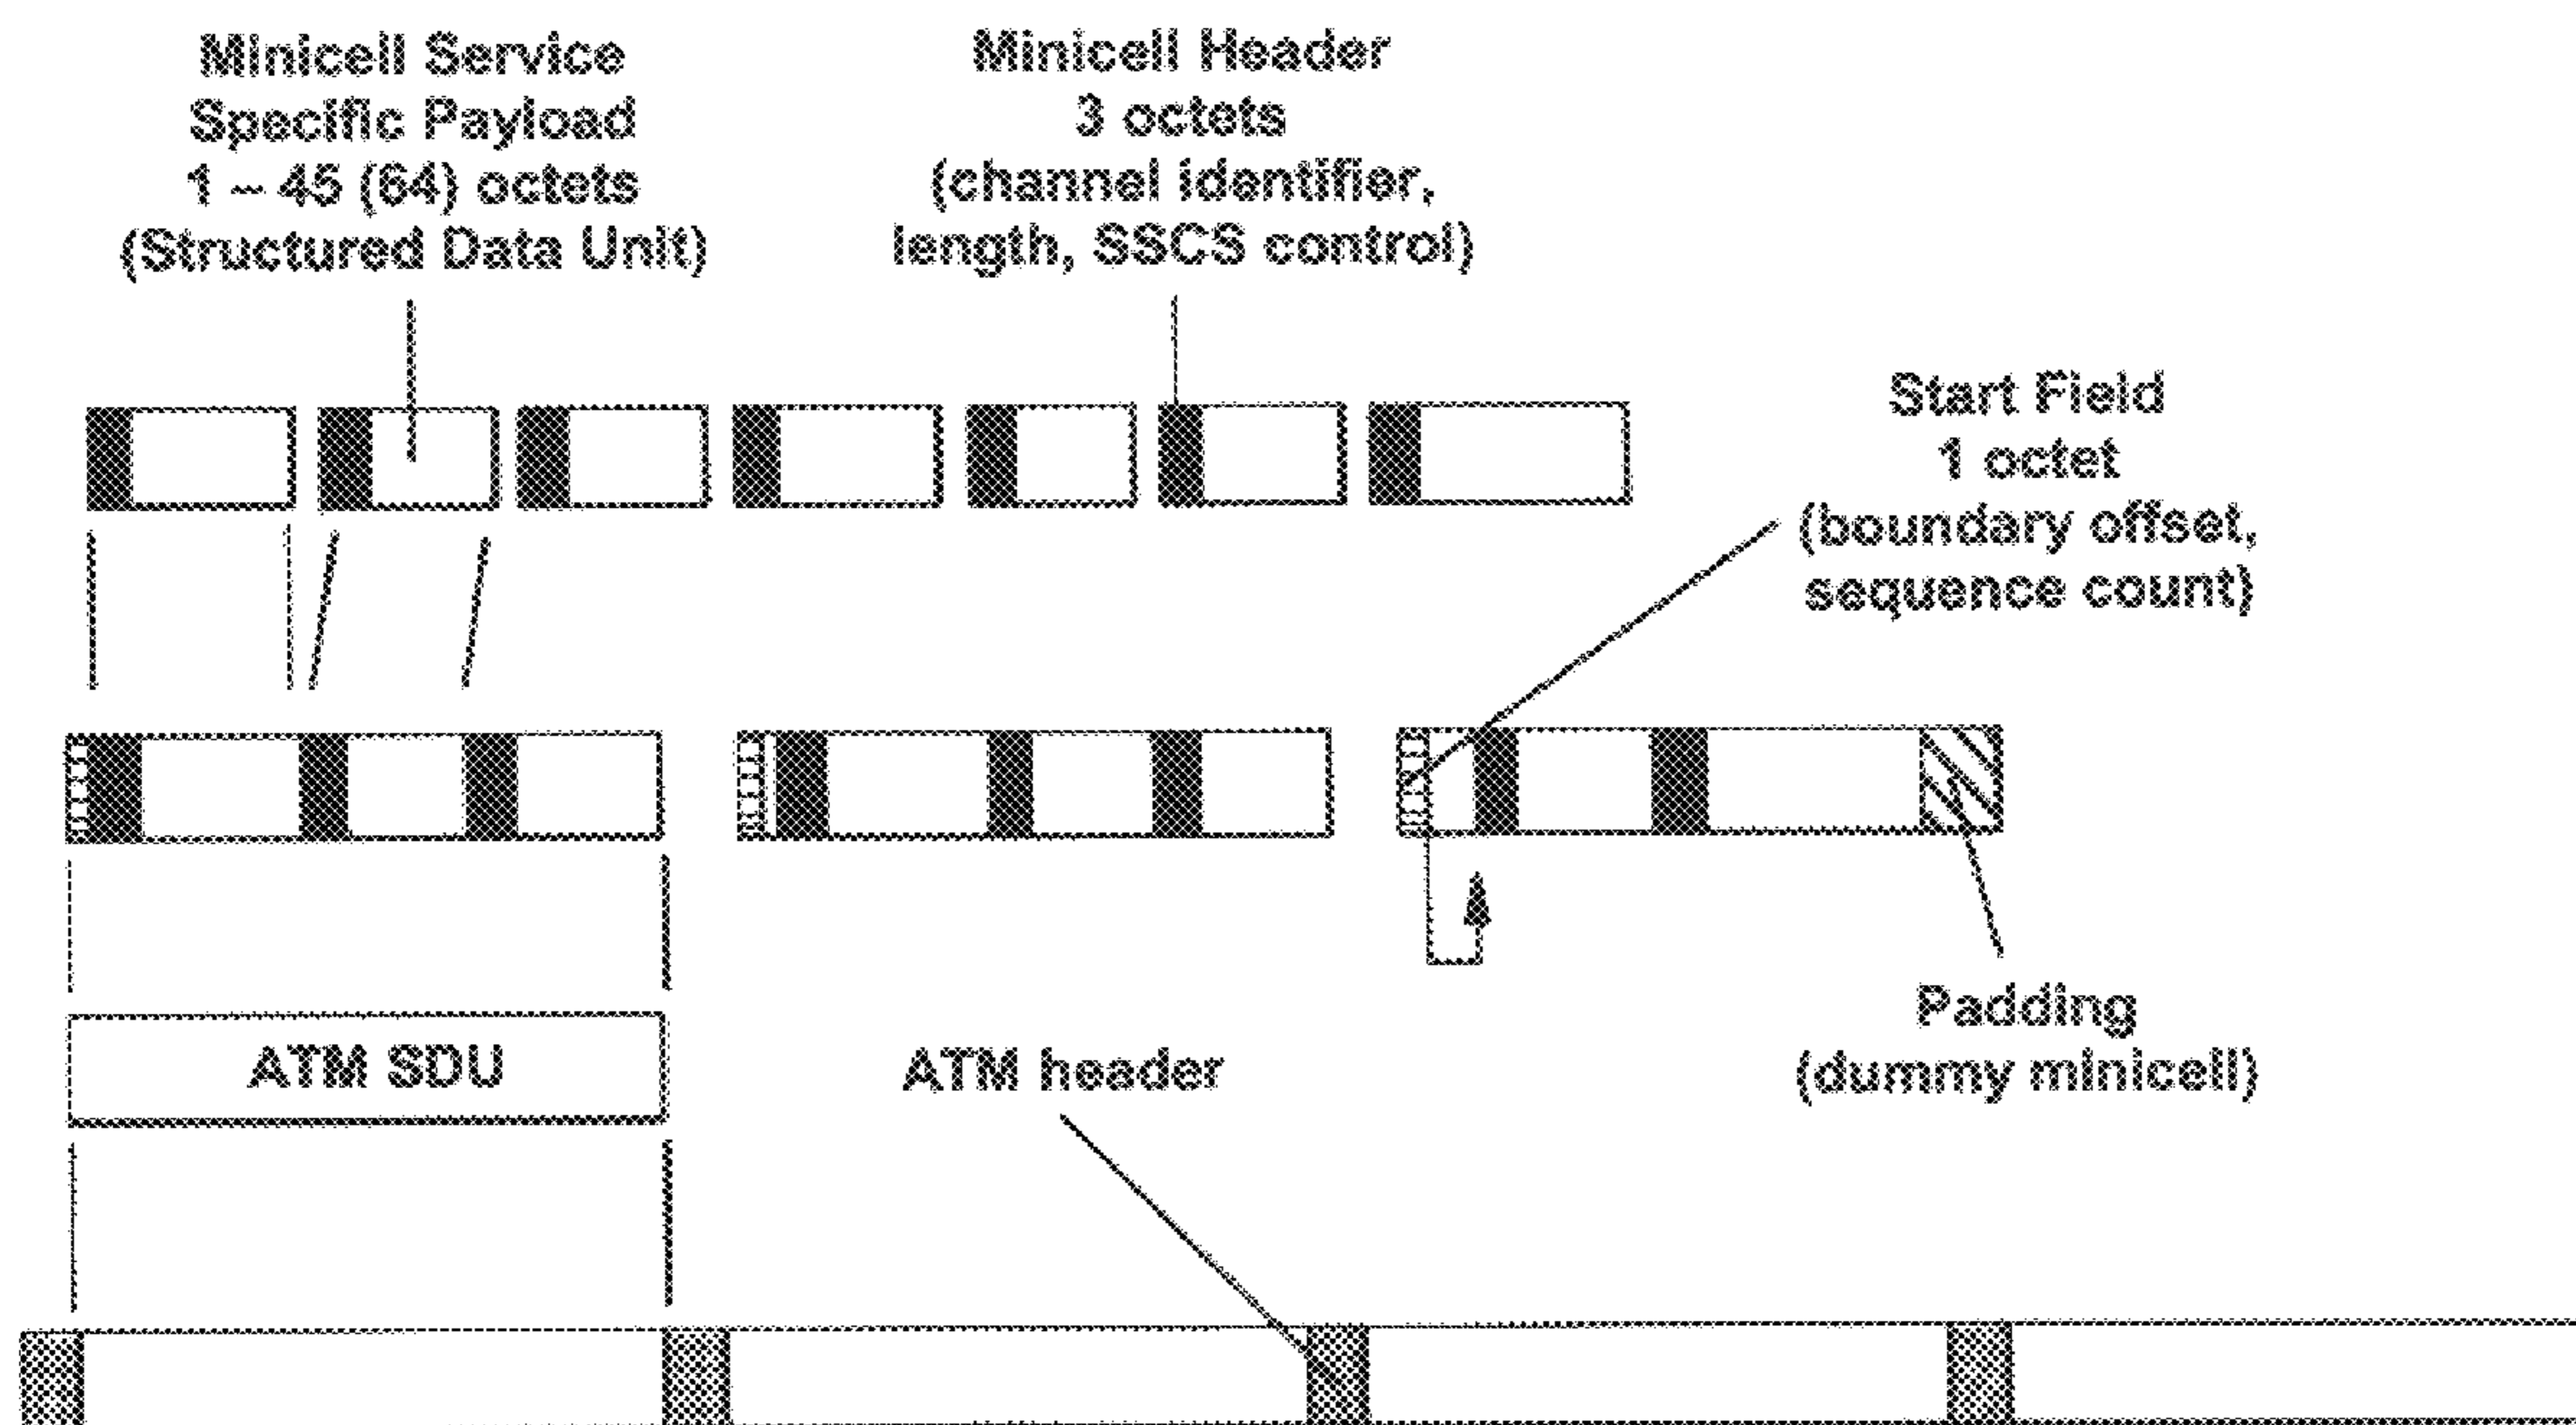 Minicell Service
Specific Payload
1 – 45 (64) octets
(Structured Data Unit)
Minicell Header
3 octets
(channel identifier,
length, SSCS control)
Start Field
1 octet
(boundary offset,
sequence count)
ATM SDU
ATM header
Padding
(dummy minicell)